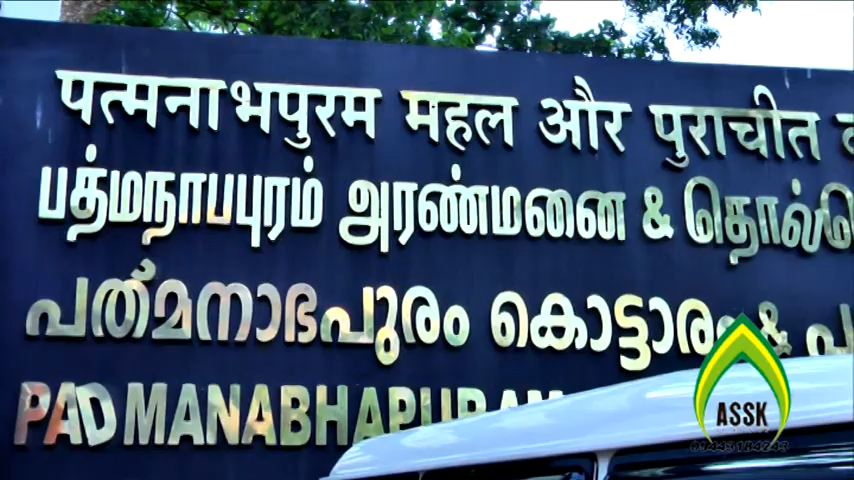 पत्मनाभपुरम महल और पुराचीत
பத்மநாபபுரம் அரண்மனை &
പത്മനാഭപുരം കൊട്ടാരം &
PADMANABHAPURAM
ASSK